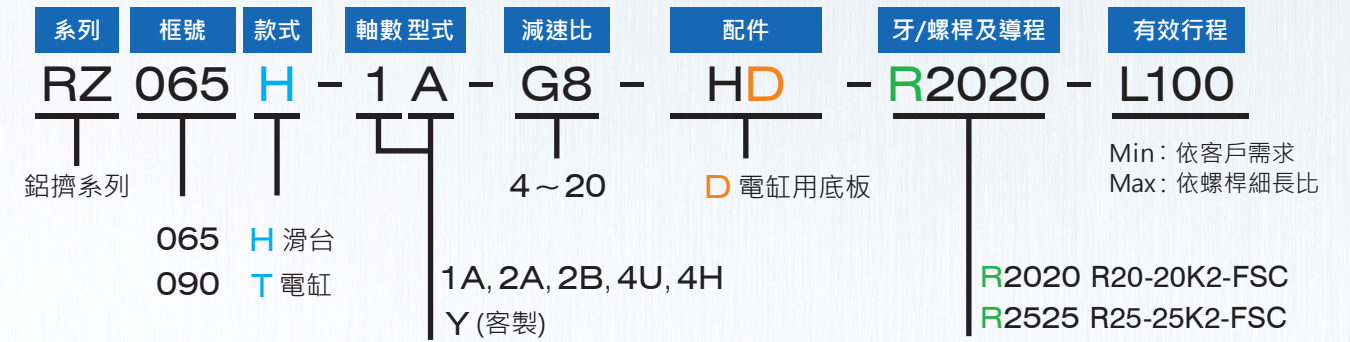 系列 框號 款式 軸數 型式 減速比 配件 牙/螺桿及導程 有效行程
RZ 065 H - 1 A - G8 - HD - R2020 - L100
鋁擠系列
065
090
H 滑台
T 電缸
1A, 2A, 2B, 4U, 4H
Y (客製)
4~20
D 電缸用底板
R2020 R20-20K2-FSC
R2525 R25-25K2-FSC
Min：依客戶需求
Max：依螺桿細長比